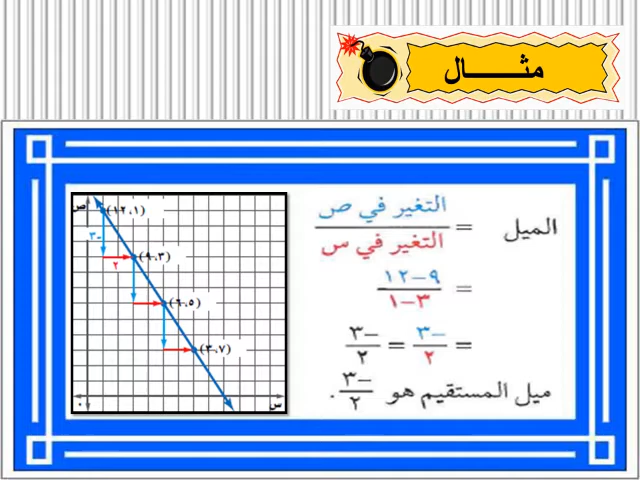 مثـــــال
الميل = التغير في ص / التغير في س
= ٩−١٢ / ٣−١
= −٣ / ٢ = −٣ / ٢
ميل المستقيم هو −٣ / ٢ .
ص
(١، ١٢)
−٣
٢
(٣، ٩)
(٥، ٦)
(٧، ٣)
٠
س